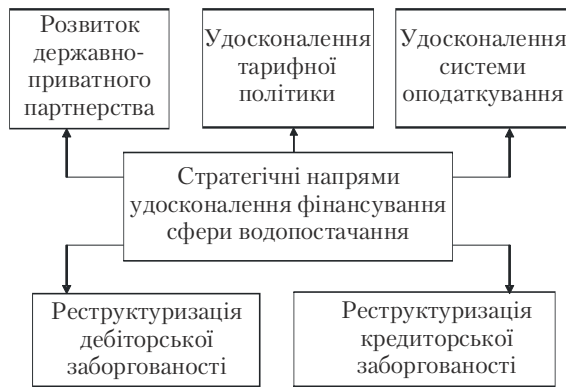 Розвиток
державно-
приватного
партнерства
Удосконалення
тарифної
політики
Удосконалення
системи
оподаткування
Стратегічні напрями
удосконалення фінансування
сфери водопостачання
Реструктуризація
дебіторської
заборгованості
Реструктуризація
кредиторської
заборгованості